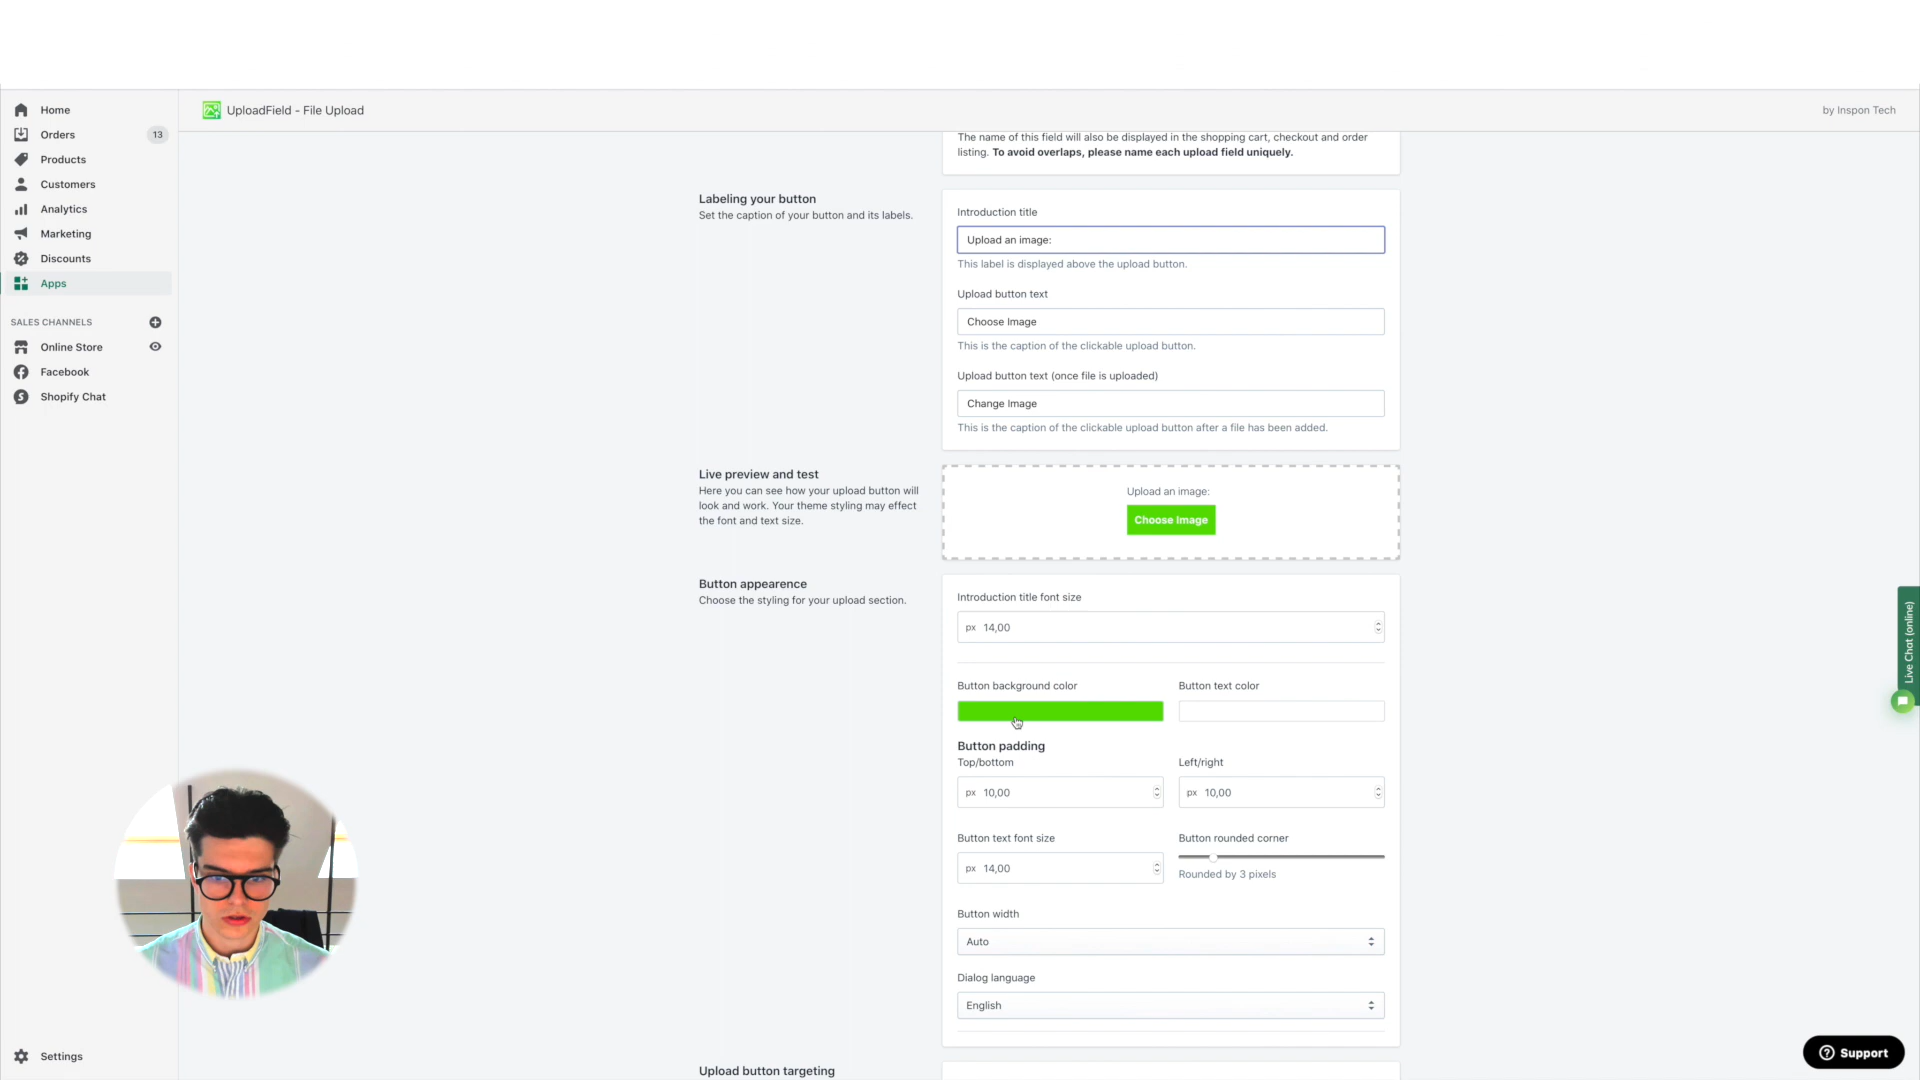 Home
Orders
13
Products
Customers
Analytics
Marketing
Discounts
Apps
SALES CHANNELS
Online Store
Facebook
Shopify Chat
Settings
UploadField - File Upload
by Inspon Tech
The name of this field will also be displayed in the shopping cart, checkout and order
listing. To avoid overlaps, please name each upload field uniquely.
Labeling your button
Set the caption of your button and its labels.
Introduction title
Upload an image:
This label is displayed above the upload button.
Upload button text
Choose Image
This is the caption of the clickable upload button.
Upload button text (once file is uploaded)
Change Image
This is the caption of the clickable upload button after a file has been added.
Live preview and test
Here you can see how your upload button will
look and work. Your theme styling may effect
the font and text size.
Upload an image:
Choose Image
Button appearence
Choose the styling for your upload section.
Introduction title font size
px 14,00
Button background color
Button text color
Button padding
Top/bottom
Left/right
px 10,00
px 10,00
Button text font size
Button rounded corner
px 14,00
Rounded by 3 pixels
Button width
Auto
Dialog language
English
Upload button targeting
Live Chat (online)
Support